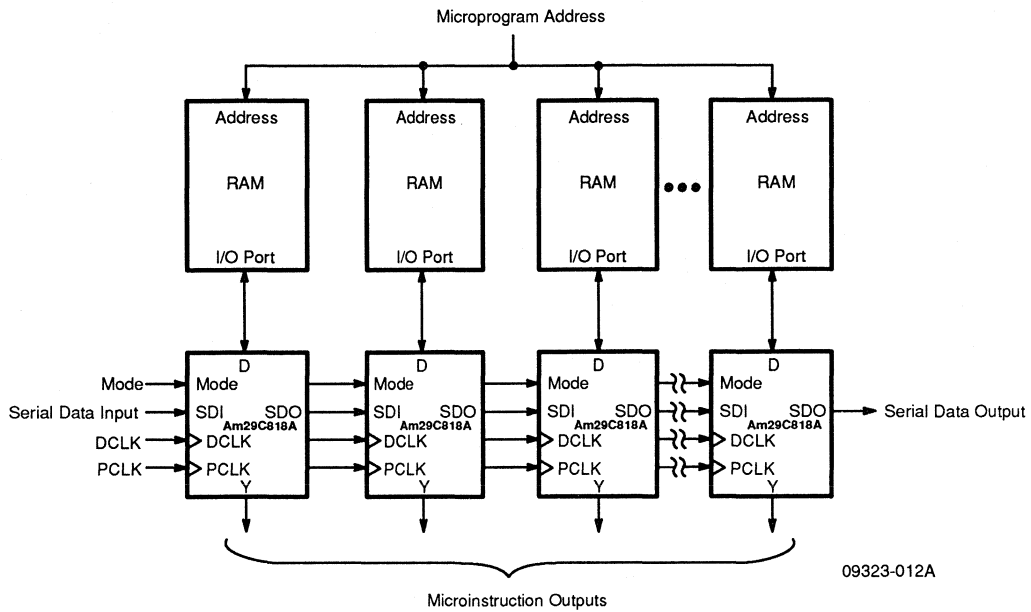 Microprogram Address
Address Address Address Address
RAM RAM RAM RAM
I/O Port I/O Port I/O Port I/O Port
D D D D
Mode Mode Mode Mode Mode
Serial Data Input SDI SDO SDI SDO SDI SDO SDI SDO Serial Data Output
Am29C818A Am29C818A Am29C818A Am29C818A
DCLK DCLK DCLK DCLK DCLK
PCLK PCLK PCLK PCLK PCLK
Y Y Y Y
09323-012A
Microinstruction Outputs